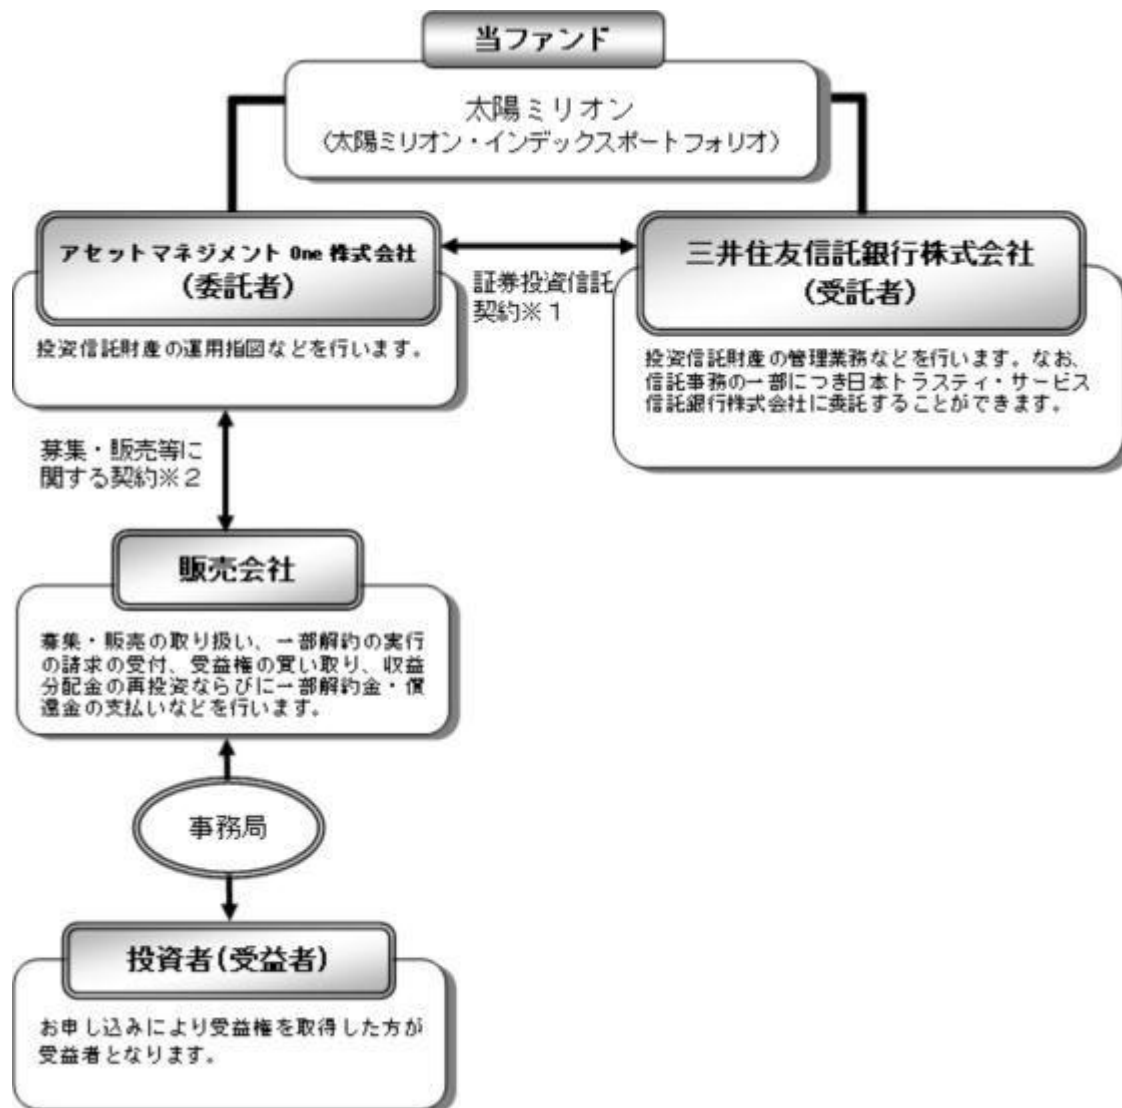 当ファンド
太陽ミリオン
(太陽ミリオン・インデックスポートフォリオ)
アセットマネジメント One 株式会社
(委託者)
投資信託財産の運用指図などを行います。
証券投資信託
契約※1
三井住友信託銀行株式会社
(受託者)
投資信託財産の管理業務などを行います。なお、
信託事務の一部につき日本トラスティ・サービス
信託銀行株式会社に委託することができます。
募集・販売等に
関する契約※2
販売会社
募集・販売の取り扱い、一部解約の実行
の請求の受付、受益権の買い取り、収益
分配金の再投資ならびに一部解約金・償
還金の支払いなどを行います。
事務局
投資者(受益者)
お申し込みにより受益権を取得した方が
受益者となります。